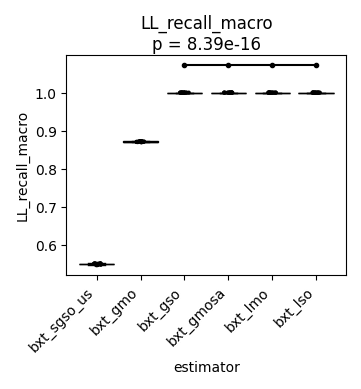 LL_recall_macro
p = 8.39e-16
LL_recall_macro
1.0
0.9
0.8
0.7
0.6
bxt_sgso_us
bxt_gmo
bxt_gso
bxt_gmosa
bxt_lmo
bxt_lso
estimator